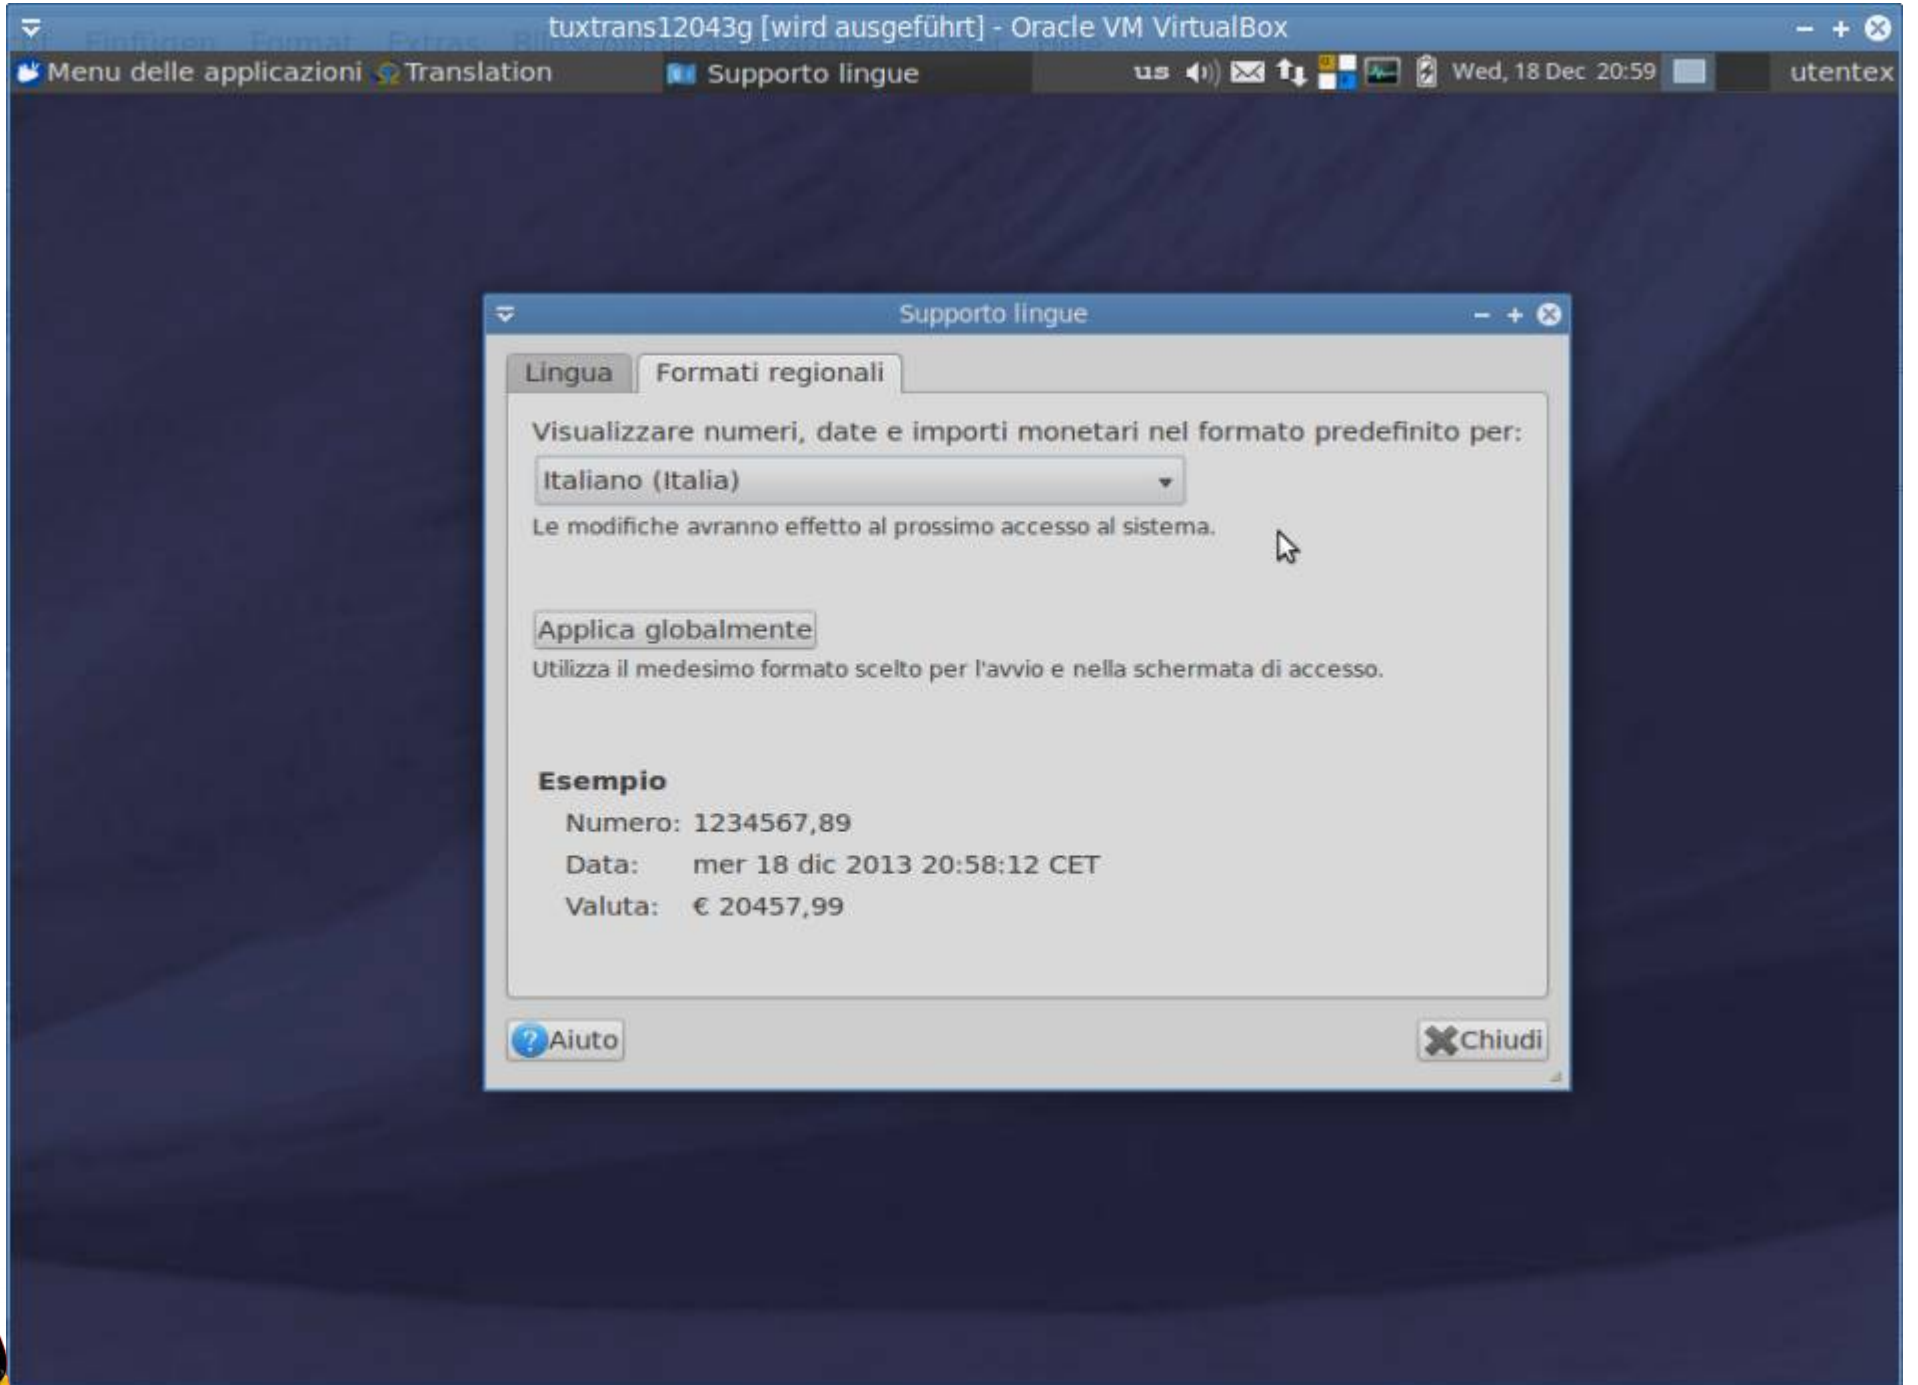 tuxtrans12043g [wird ausgeführt] - Oracle VM VirtualBox
Einfügen Format Extras
Menu delle applicazioni Translation Supporto lingue us Wed, 18 Dec 20:59 utentex
Supporto lingue
Lingua Formati regionali
Visualizzare numeri, date e importi monetari nel formato predefinito per:
Italiano (Italia)
Le modifiche avranno effetto al prossimo accesso al sistema.
Applica globalmente
Utilizza il medesimo formato scelto per l'avvio e nella schermata di accesso.
Esempio
Numero: 1234567,89
Data: mer 18 dic 2013 20:58:12 CET
Valuta: € 20457,99
Aiuto Chiudi